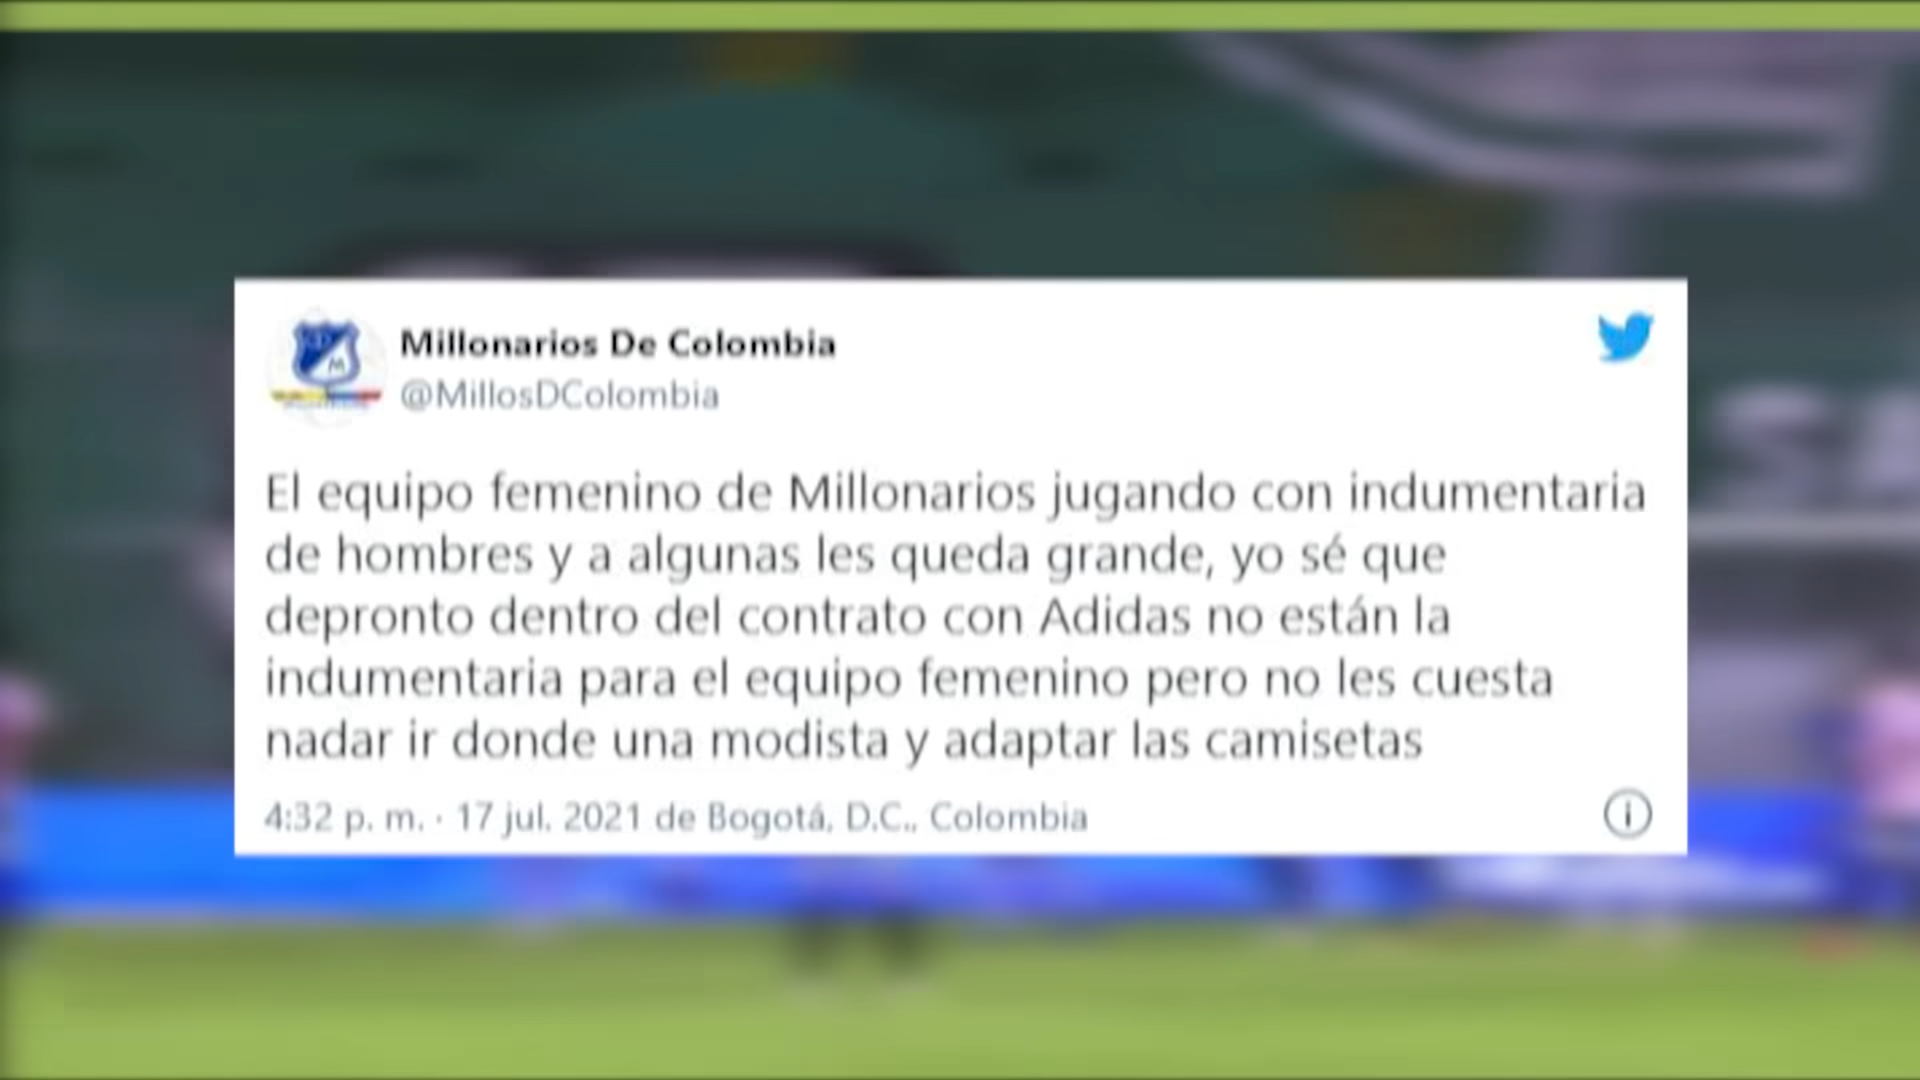 Millonarios De Colombia
@MillosDColombia
El equipo femenino de Millonarios jugando con indumentaria
de hombres y a algunas les queda grande, yo sé que
depronto dentro del contrato con Adidas no están la
indumentaria para el equipo femenino pero no les cuesta
nadar ir donde una modista y adaptar las camisetas
4:32 p. m. · 17 jul. 2021 de Bogotá, D.C., Colombia